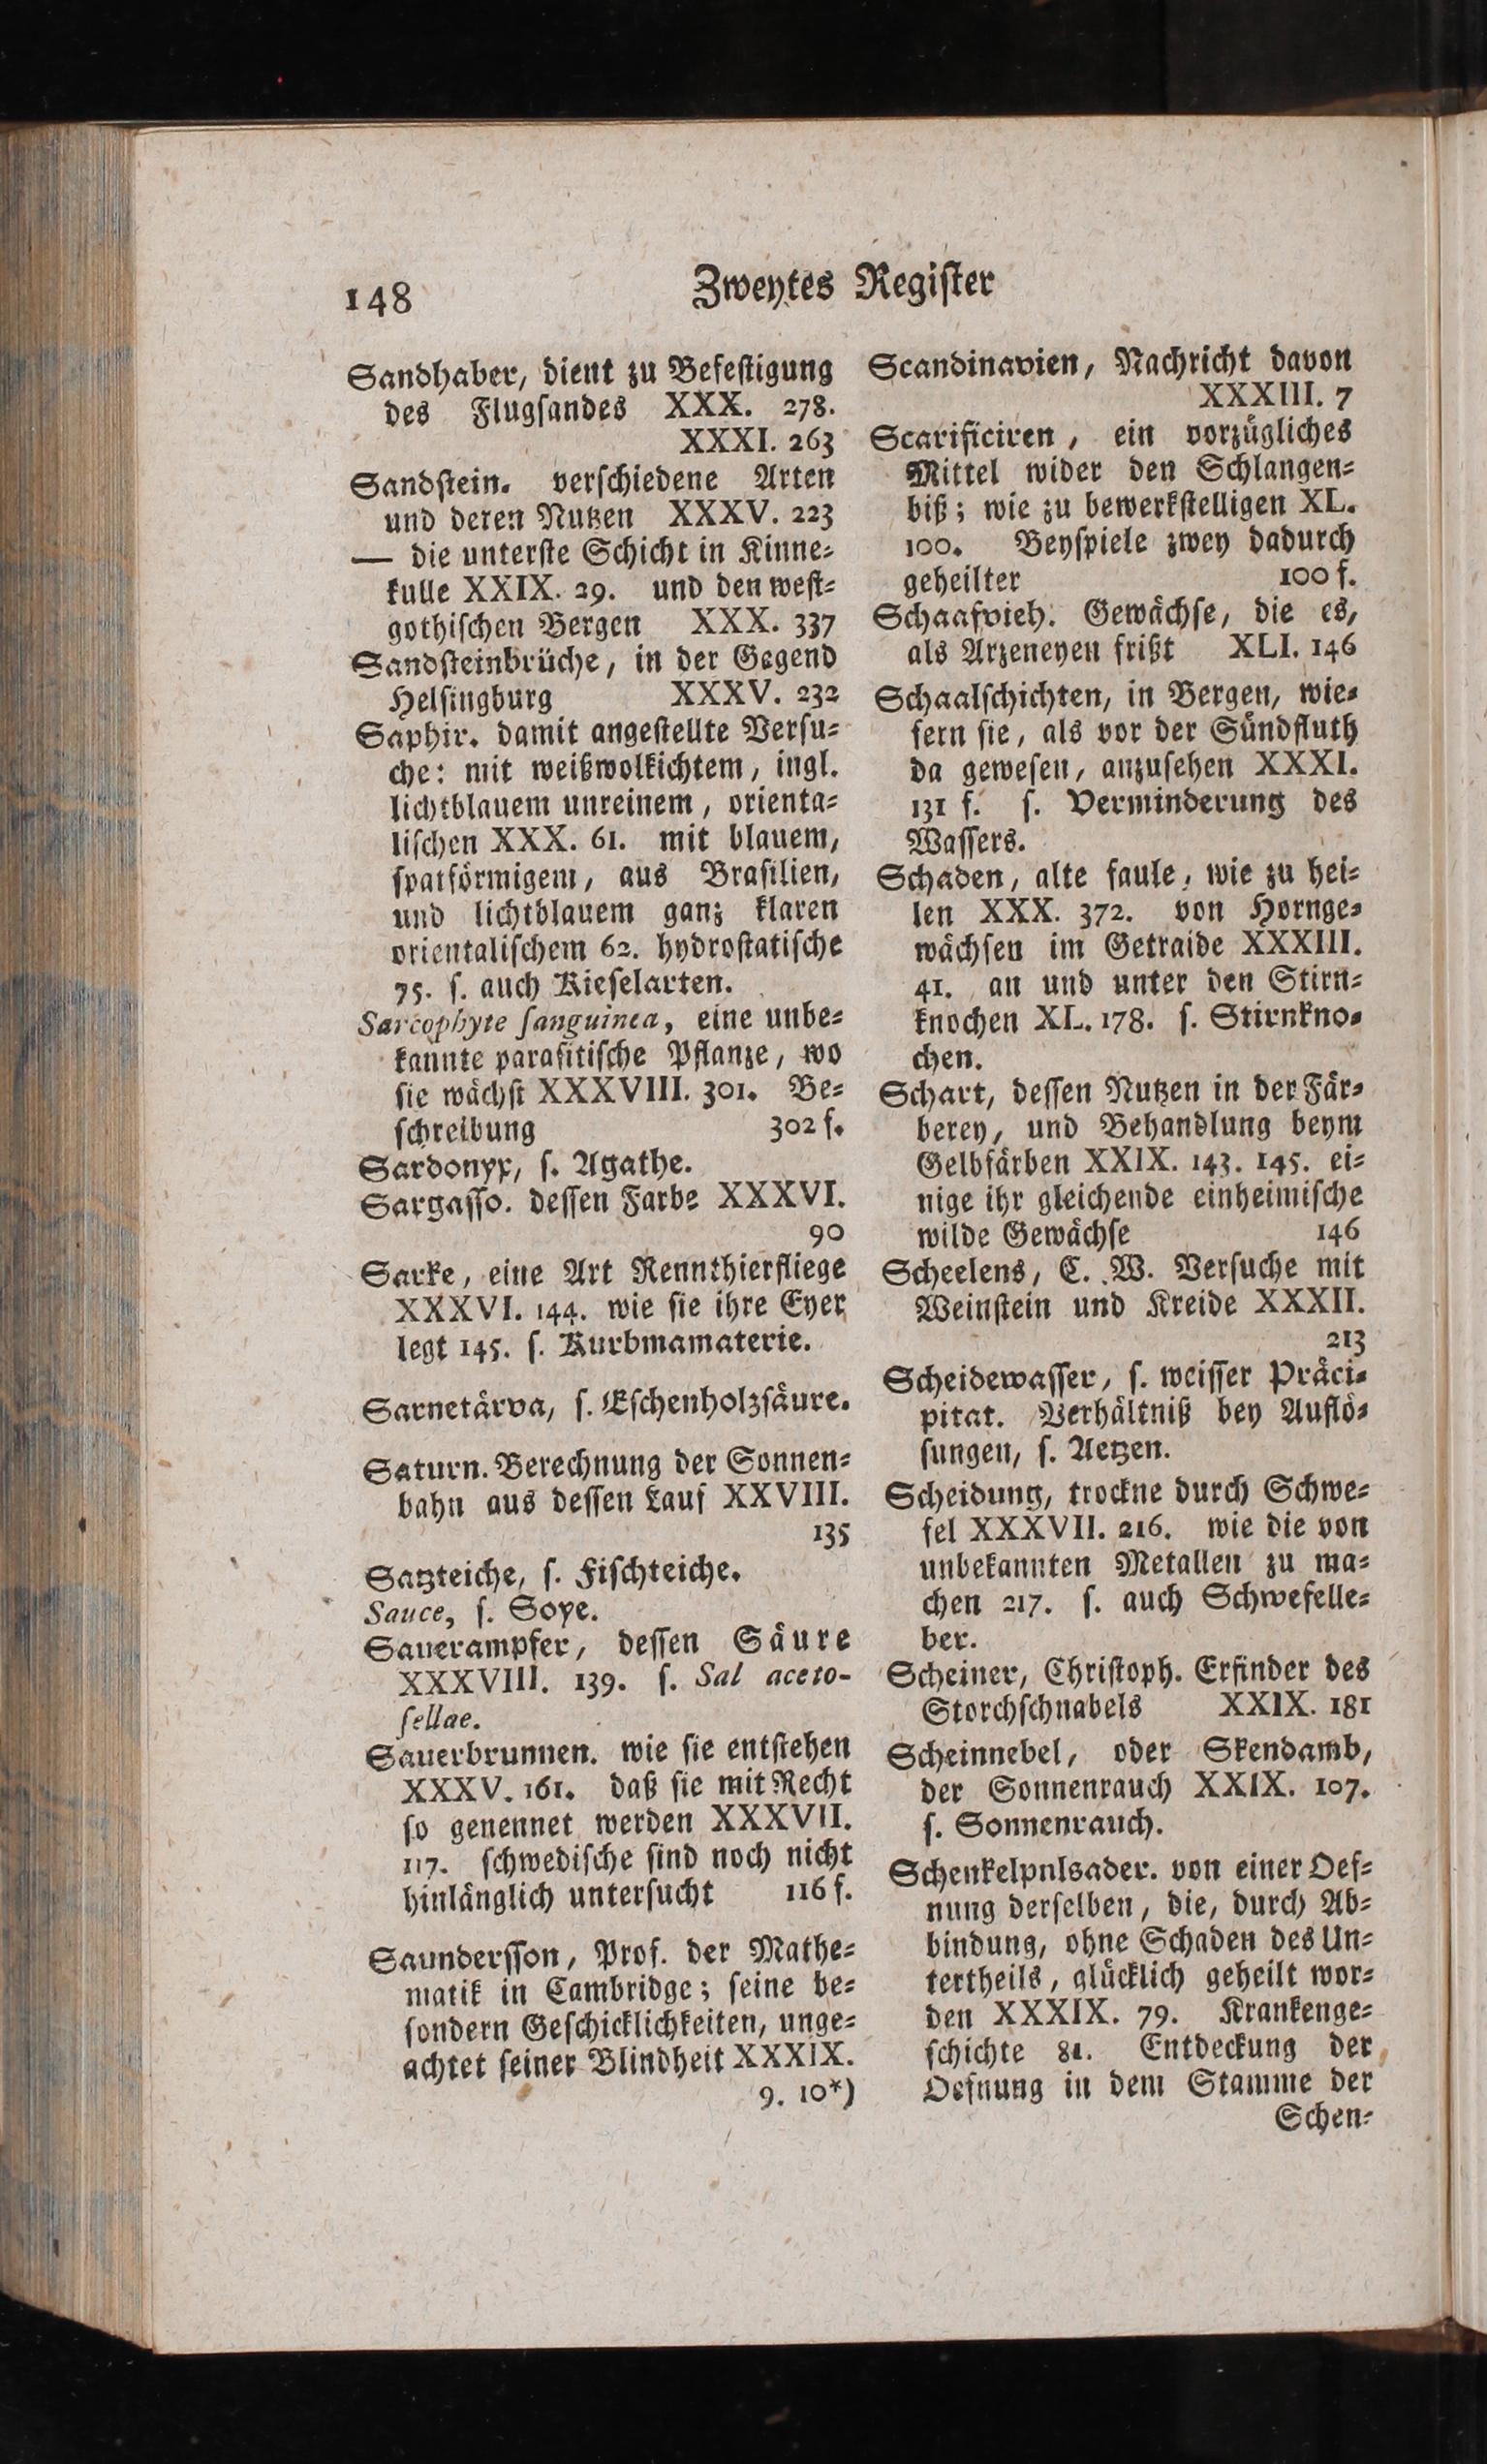 148
Zweytes Regiſter
Sandhaber, dient zu Befeſtigung
des Flugſandes XXX. 278.
XXXI. 263
Sandſtein. verſchiedene Arten
und deren Nutzen XXXV. 223
— die unterſte Schicht in Kinne⸗
kulle XXIX. 29. und den weſt⸗
gothiſchen Bergen XXX. 337
Sandſteinbrüche, in der Gegend
Helſingburg XXXV. 232
Saphir. damit angeſtellte Verſu⸗
che: mit weißwolkichtem, ingl.
lichtblauem unreinem, orienta⸗
liſchen XXX. 61. mit blauem,
ſpatförmigem, aus Braſilien,
und lichtblauem ganz klaren
orientaliſchem 62. hydroſtatiſche
75. ſ. auch Kieſelarten.
Sarcophyte ſanguinea, eine unbe⸗
kannte paraſitiſche Pflanze, wo
ſie wächſt XXXVIII. 301. Be⸗
ſchreibung 302 f.
Sardonyx, ſ. Agathe.
Sargaſſo. deſſen Farbe XXXVI.
90
Sarke, eine Art Rennthierfliege
XXXVI. 144. wie ſie ihre Eyer
legt 145. ſ. Kurbmamaterie.
Sarnetärva, ſ. Eſchenholzſäure.
Saturn. Berechnung der Sonnen⸗
bahn aus deſſen Lauf XXVIII.
135
Satzteiche, ſ. Fiſchteiche.
Sauce, ſ. Soye.
Sauerampfer, deſſen Säure
XXXVIII. 139. ſ. Sal aceto-
ſellae.
Sauerbrunnen. wie ſie entſtehen
XXXV. 161. daß ſie mit Recht
ſo genennet werden XXXVII.
117. ſchwediſche ſind noch nicht
hinlänglich unterſucht 116 f.
Saunderſſon, Prof. der Mathe⸗
matik in Cambridge; ſeine be⸗
ſondern Geſchicklichkeiten, unge⸗
achtet ſeiner Blindheit XXXIX.
9. 10*)
Scandinavien, Nachricht davon
XXXIII. 7
Scarificiren, ein vorzügliches
Mittel wider den Schlangen⸗
biß; wie zu bewerkſtelligen XL.
100. Beyſpiele zwey dadurch
geheilter 100 f.
Schaafvieh. Gewächſe, die es,
als Arzeneyen frißt XLI. 146
Schaalſchichten, in Bergen, wie⸗
fern ſie, als vor der Sündfluth
da geweſen, anzuſehen XXXI.
131 f. ſ. Verminderung des
Waſſers.
Schaden, alte faule, wie zu hei⸗
len XXX. 372. von Hornge⸗
wächſen im Getraide XXXIII.
41. an und unter den Stirn⸗
knochen XL. 178. ſ. Stirnkno⸗
chen.
Schart, deſſen Nutzen in der Fär⸗
berey, und Behandlung beym
Gelbfärben XXIX. 143. 145. ei⸗
nige ihr gleichende einheimiſche
wilde Gewächſe 146
Scheelens, C. W. Verſuche mit
Weinſtein und Kreide XXXII.
213
Scheidewaſſer, ſ. weiſſer Präci⸗
pitat. Verhältniß bey Auflö⸗
ſungen, ſ. Aetzen.
Scheidung, trockne durch Schwe⸗
fel XXXVII. 216. wie die von
unbekannten Metallen zu ma⸗
chen 217. ſ. auch Schwefelle⸗
ber.
Scheiner, Chriſtoph. Erfinder des
Storchſchnabels XXIX. 181
Scheinnebel, oder Skendamb,
der Sonnenrauch XXIX. 107.
ſ. Sonnenrauch.
Schenkelpulsader. von einer Oef⸗
nung derſelben, die, durch Ab⸗
bindung, ohne Schaden des Un⸗
tertheils, glücklich geheilt wor⸗
den XXXIX. 79. Krankenge⸗
ſchichte 81. Entdeckung der
Oefnung in dem Stamme der
Schen⸗